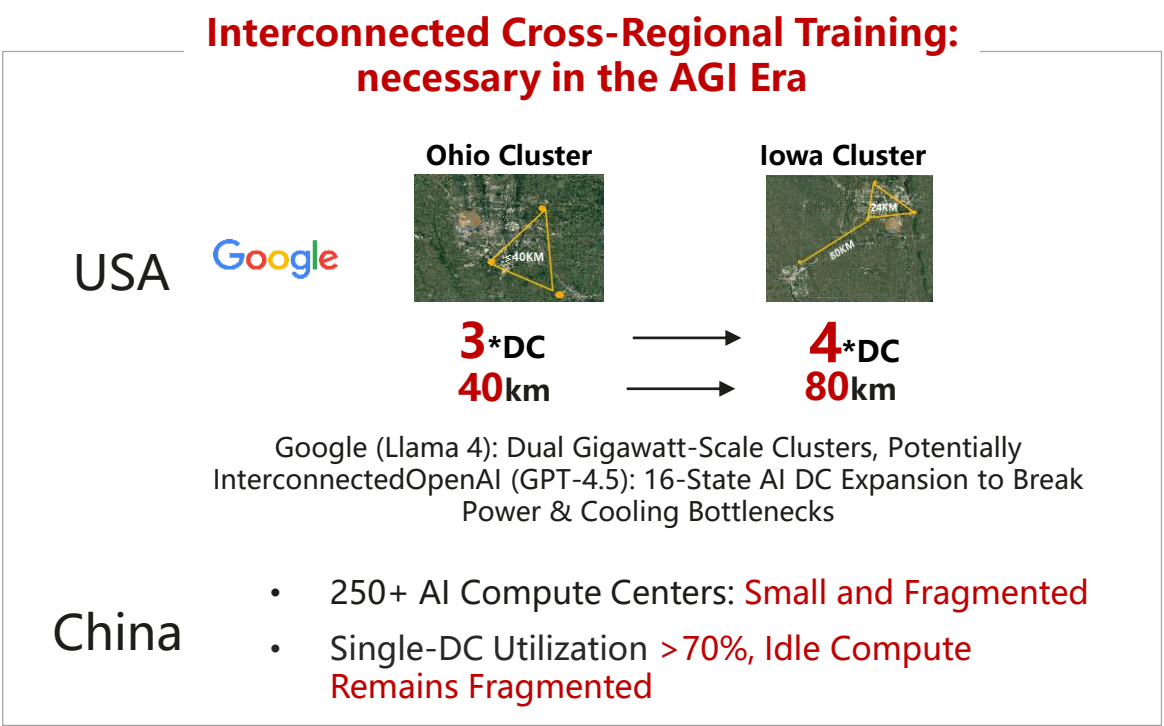 Interconnected Cross-Regional Training:
necessary in the AGI Era
Ohio Cluster
Iowa Cluster
<40KM
24KM
80KM
USA
Google
3*DC
4*DC
40km
80km
Google (Llama 4): Dual Gigawatt-Scale Clusters, Potentially
InterconnectedOpenAI (GPT-4.5): 16-State AI DC Expansion to Break
Power & Cooling Bottlenecks
China
• 250+ AI Compute Centers: Small and Fragmented
• Single-DC Utilization >70%, Idle Compute
Remains Fragmented